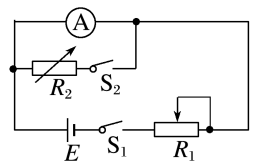 A
R₂ S₂
E S₁ R₁